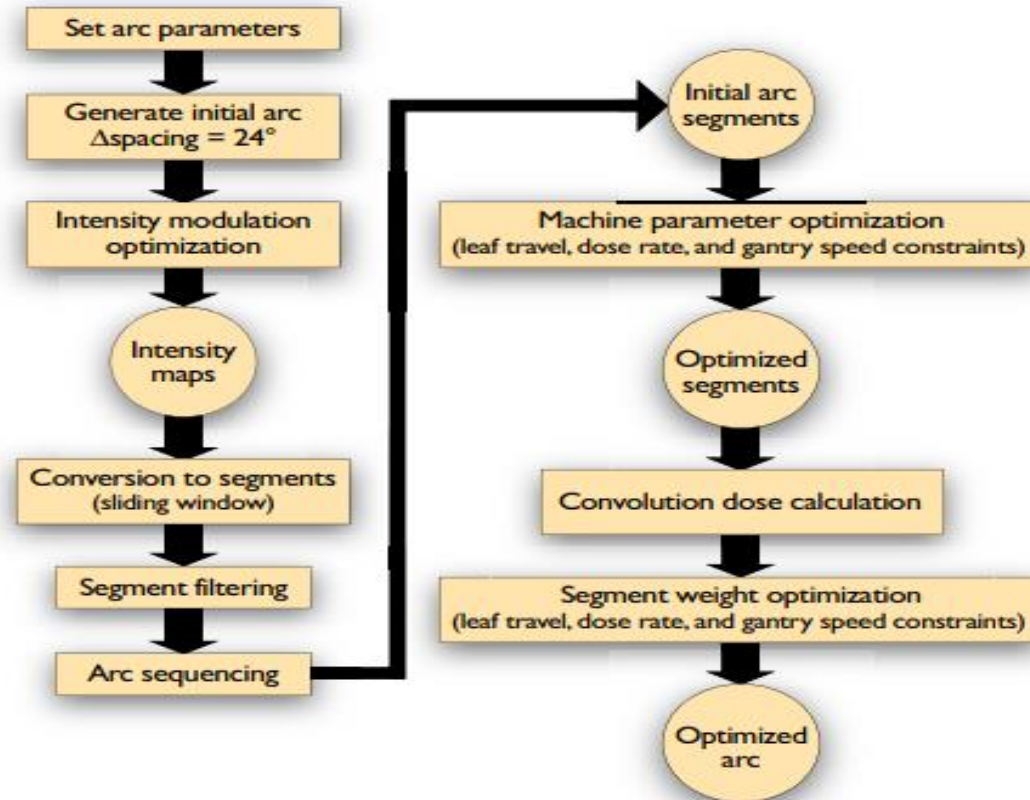 Set arc parameters
Generate initial arc
Δspacing = 24°
Intensity modulation
optimization
Intensity
maps
Conversion to segments
(sliding window)
Segment filtering
Arc sequencing
Initial arc
segments
Machine parameter optimization
(leaf travel, dose rate, and gantry speed constraints)
Optimized
segments
Convolution dose calculation
Segment weight optimization
(leaf travel, dose rate, and gantry speed constraints)
Optimized
arc